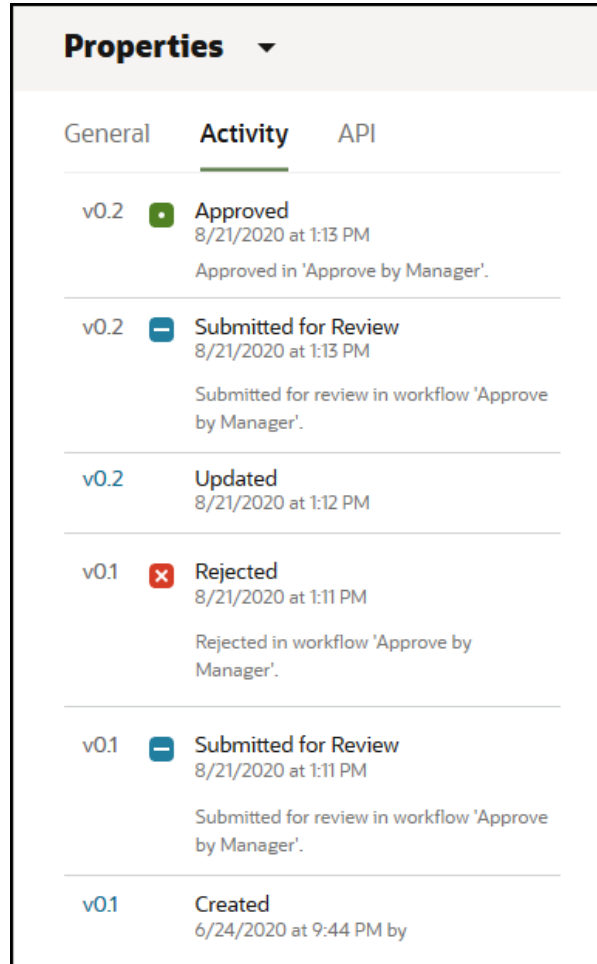 Properties
General Activity API
v0.2 Approved
8/21/2020 at 1:13 PM
Approved in 'Approve by Manager'.
v0.2 Submitted for Review
8/21/2020 at 1:13 PM
Submitted for review in workflow 'Approve
by Manager'.
v0.2 Updated
8/21/2020 at 1:12 PM
v0.1 Rejected
8/21/2020 at 1:11 PM
Rejected in workflow 'Approve by
Manager'.
v0.1 Submitted for Review
8/21/2020 at 1:11 PM
Submitted for review in workflow 'Approve
by Manager'.
v0.1 Created
6/24/2020 at 9:44 PM by